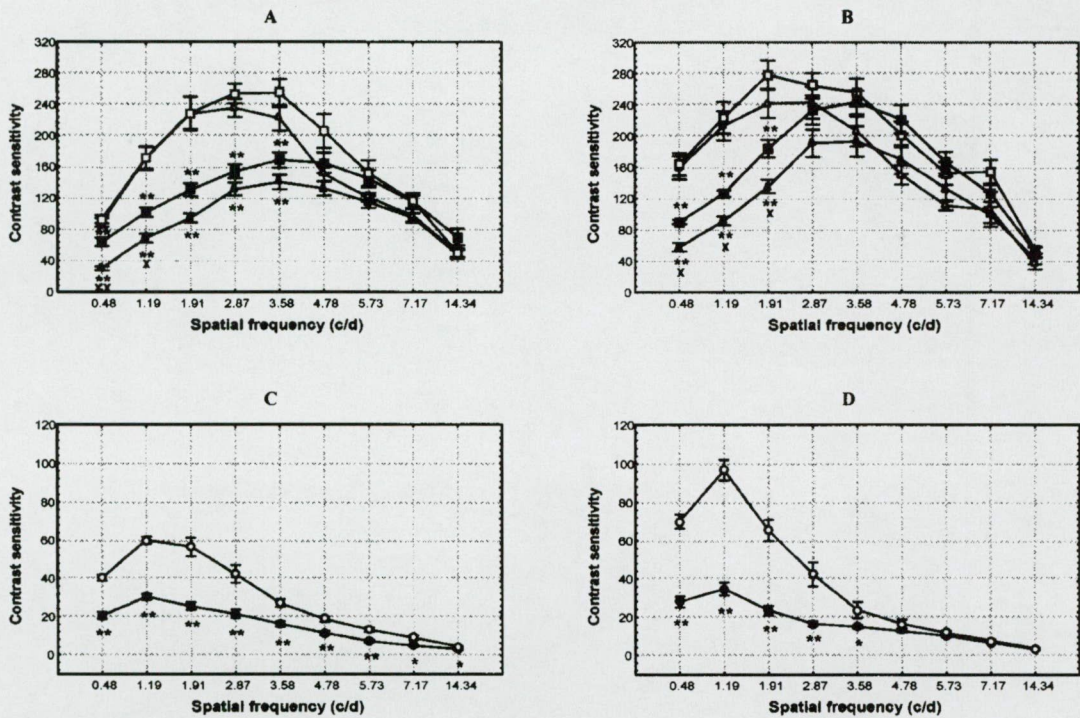 A
320
280
240
200
160
120
80
40
0
Contrast sensitivity
** ** ** **
** **
** ** **
**
X
**
0.48 1.19 1.91 2.87 3.58 4.78 5.73 7.17 14.34
Spatial frequency (c/d)
B
320
280
240
200
160
120
80
40
0
Contrast sensitivity
**
**
**
**
X
**
X
**
X
0.48 1.19 1.91 2.87 3.58 4.78 5.73 7.17 14.34
Spatial frequency (c/d)
C
120
100
80
60
40
20
0
Contrast sensitivity
** ** ** ** ** ** ** * *
0.48 1.19 1.91 2.87 3.58 4.78 5.73 7.17 14.34
Spatial frequency (c/d)
D
120
100
80
60
40
20
0
Contrast sensitivity
** ** ** ** *
0.48 1.19 1.91 2.87 3.58 4.78 5.73 7.17 14.34
Spatial frequency (c/d)